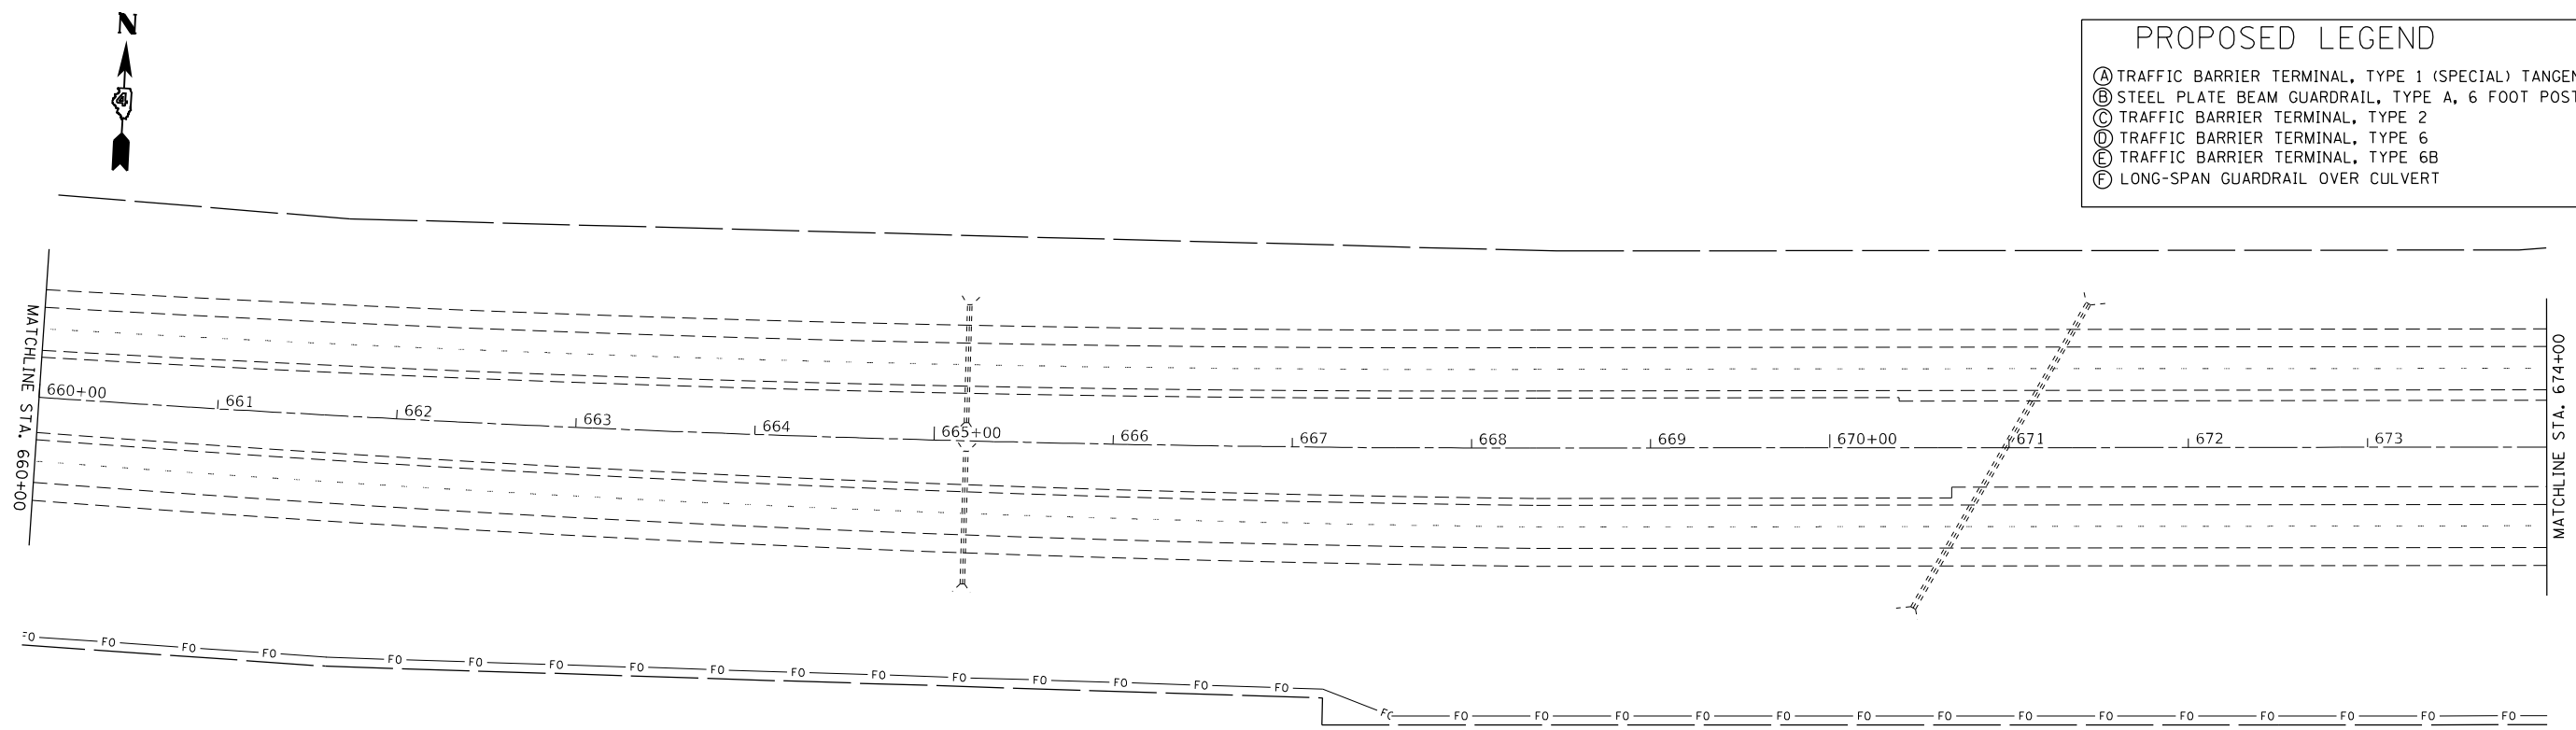 N
4
PROPOSED LEGEND
A TRAFFIC BARRIER TERMINAL, TYPE 1 (SPECIAL) TANGEN
B STEEL PLATE BEAM GUARDRAIL, TYPE A, 6 FOOT POST
C TRAFFIC BARRIER TERMINAL, TYPE 2
D TRAFFIC BARRIER TERMINAL, TYPE 6
E TRAFFIC BARRIER TERMINAL, TYPE 6B
F LONG-SPAN GUARDRAIL OVER CULVERT
MATCHLINE STA. 660+00
660+00 661 662 663 664 665+00 666 667 668 669 670+00 671 672 673
MATCHLINE STA. 674+00
FO FO FO FO FO FO FO FO FO FO FO FO FO FO FO FO FO FO FO FO FO FO FO FO FO FO FO FO FO FO FO